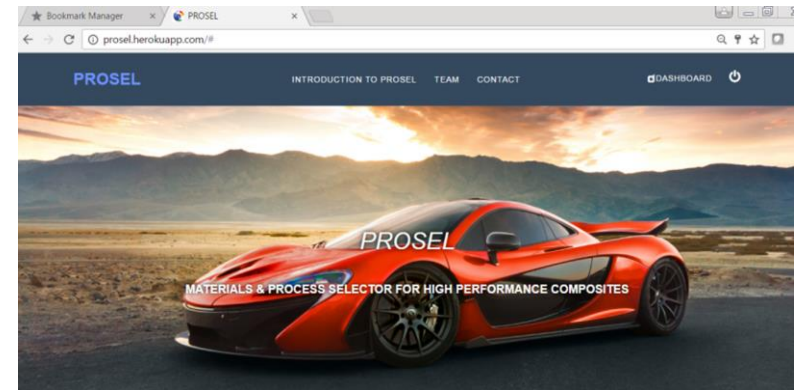 Bookmark Manager
PROSEL
prosel.herokuapp.com/#
PROSEL
INTRODUCTION TO PROSEL TEAM CONTACT
DASHBOARD
PROSEL
MATERIALS & PROCESS SELECTOR FOR HIGH PERFORMANCE COMPOSITES